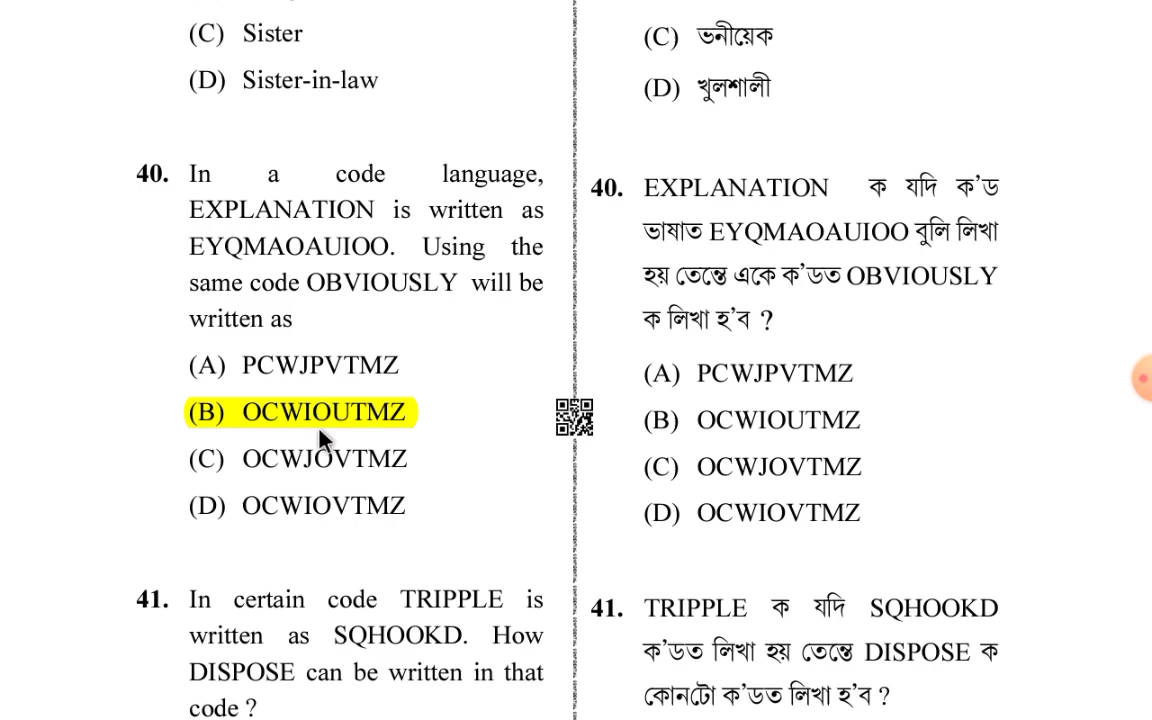 (C) Sister
(D) Sister-in-law
40. In a code language,
EXPLANATION is written as
EYQMAOAUIOO. Using the
same code OBVIOUSLY will be
written as
(A) PCWJPVTMZ
(B) OCWIOUTMZ
(C) OCWJOVTMZ
(D) OCWIOVTMZ
41. In certain code TRIPPLE is
written as SQHOOKD. How
DISPOSE can be written in that
code ?
(C) ভনীয়েক
(D) খুলশালী
40. EXPLANATION ক যদি ক’ড
ভাষাত EYQMAOAUIOO বুলি লিখা
হয় তেন্তে একে ক’ডত OBVIOUSLY
ক লিখা হ’ব ?
(A) PCWJPVTMZ
(B) OCWIOUTMZ
(C) OCWJOVTMZ
(D) OCWIOVTMZ
41. TRIPPLE ক যদি SQHOOKD
ক’ডত লিখা হয় তেন্তে DISPOSE ক
কোনটো ক’ডত লিখা হ’ব ?